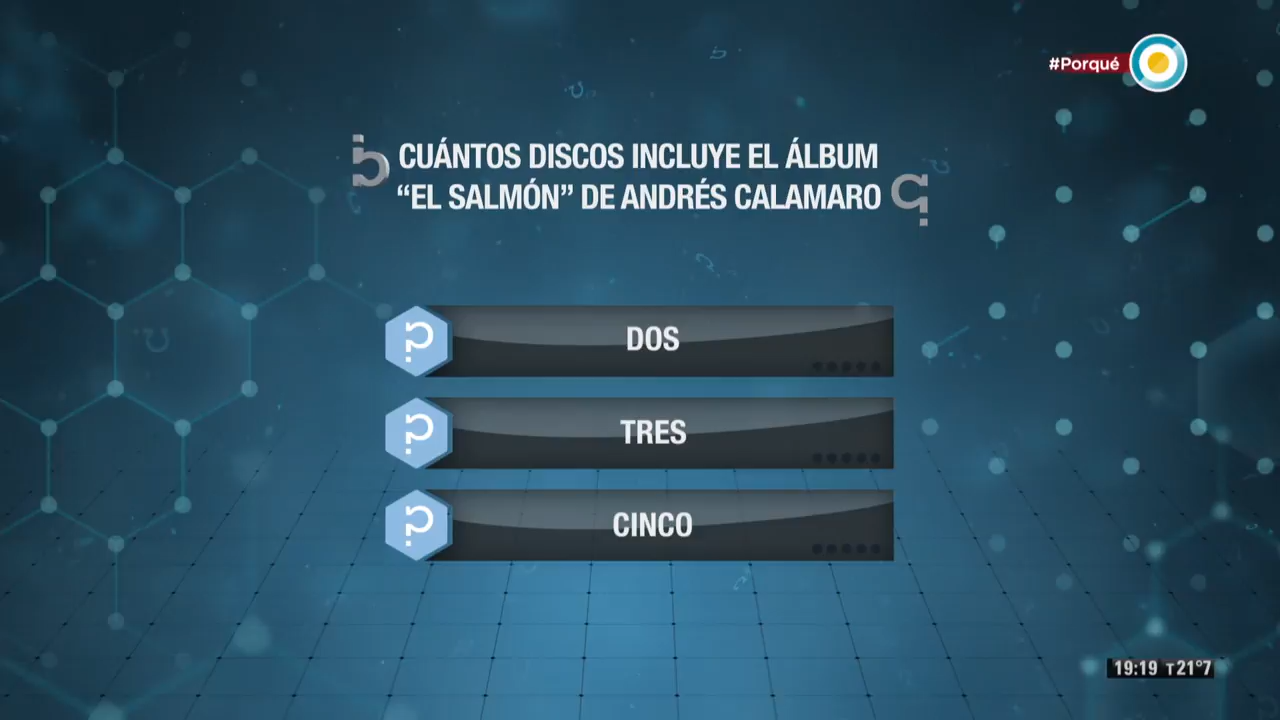 #Porqué
CUÁNTOS DISCOS INCLUYE EL ÁLBUM
“EL SALMÓN” DE ANDRÉS CALAMARO
DOS
TRES
CINCO
19:19 T21°7